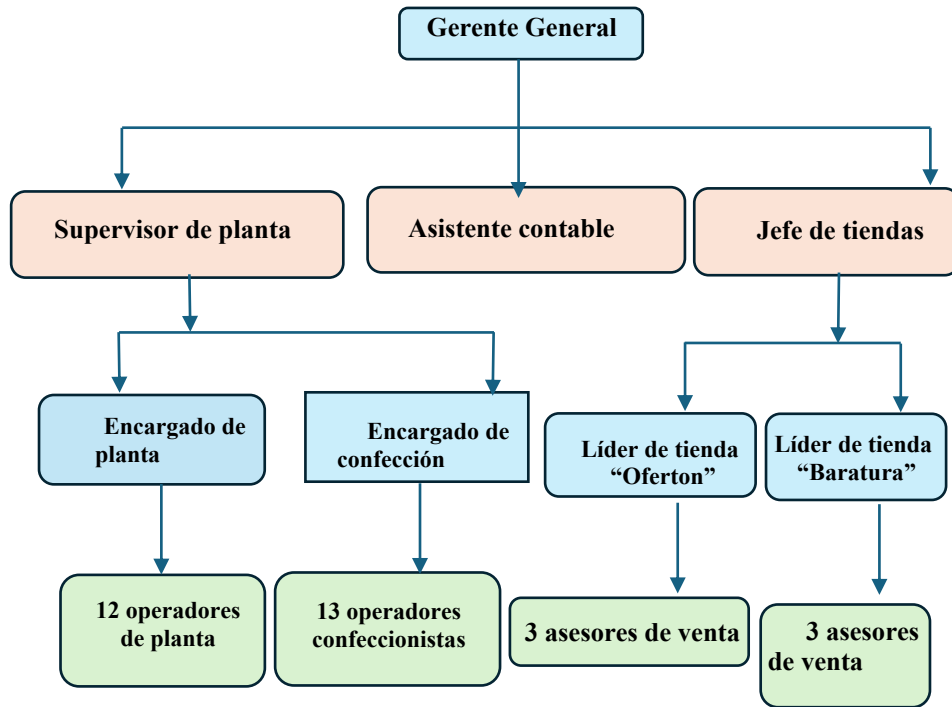 Gerente General
Supervisor de planta
Asistente contable
Jefe de tiendas
Encargado de
planta
Encargado de
confección
Líder de tienda
“Oferton”
Líder de tienda
“Baratura”
12 operadores
de planta
13 operadores
confeccionistas
3 asesores de venta
3 asesores
de venta